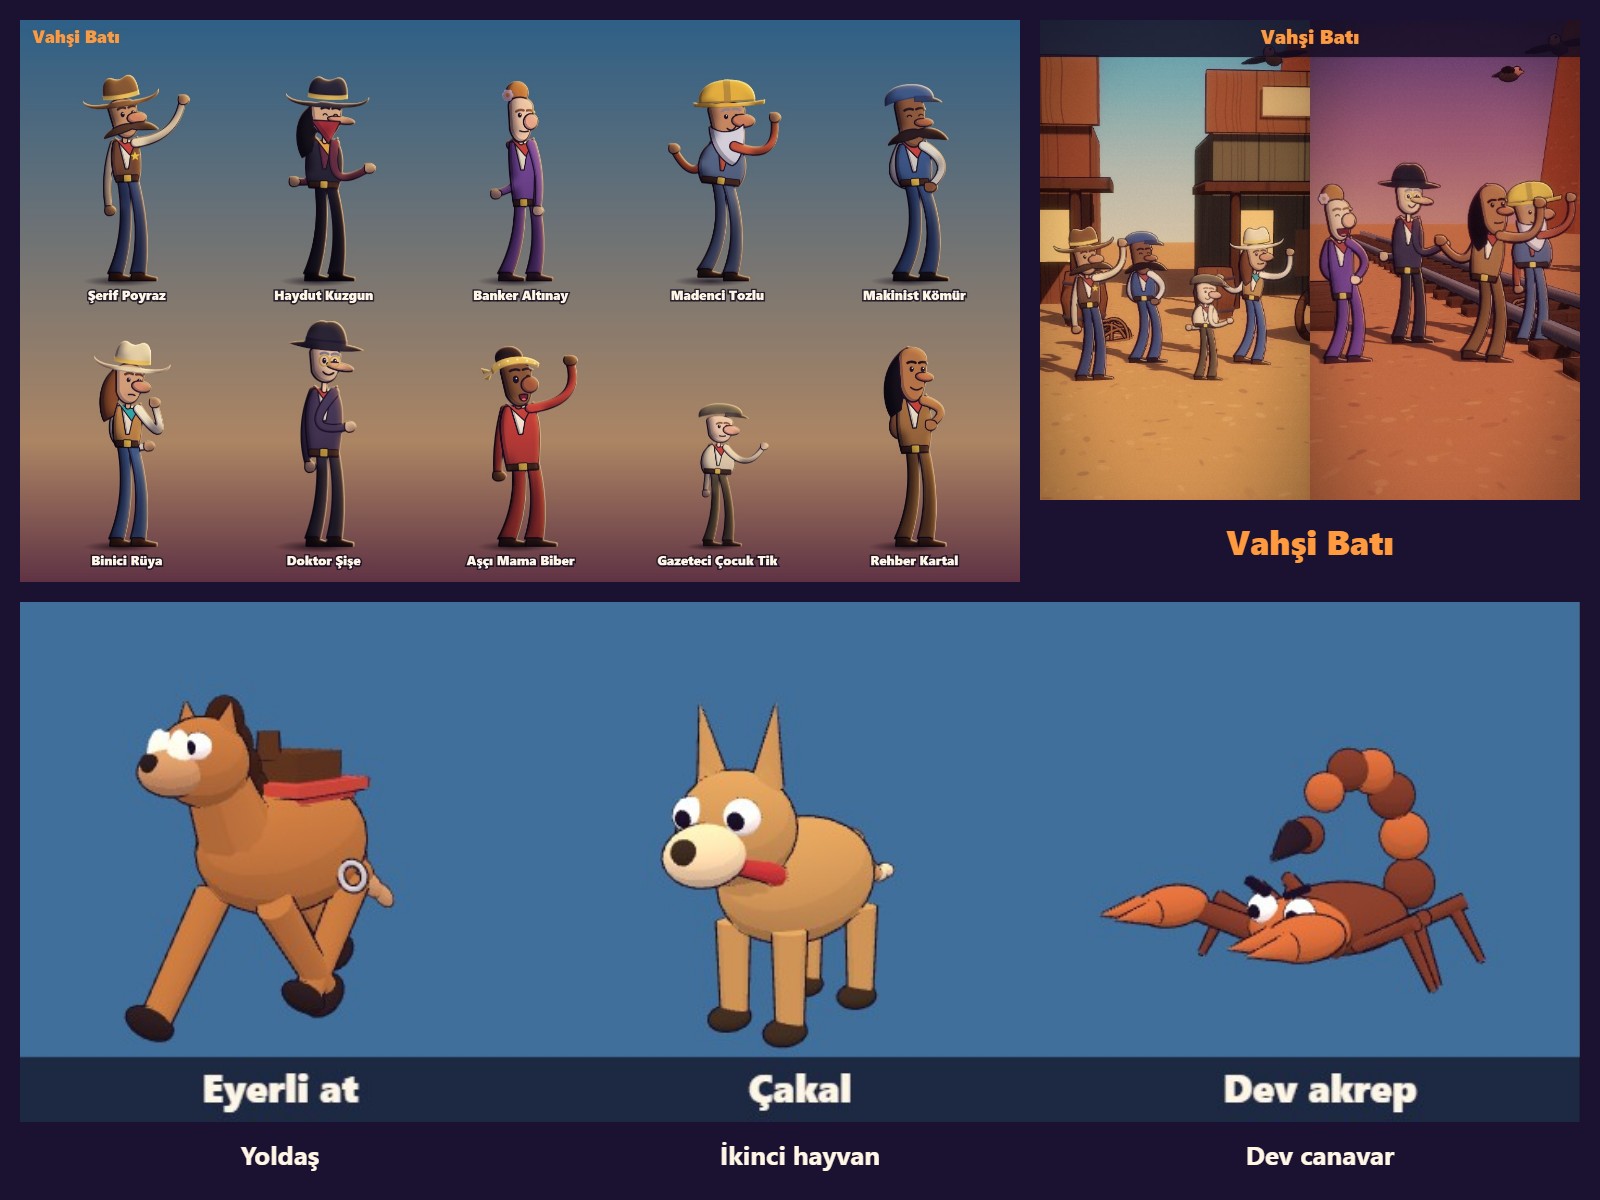 Vahşi Batı
Şerif Poyraz
Haydut Kuzgun
Banker Altınay
Madenci Tozlu
Makinist Kömür
Binici Rüya
Doktor Şişe
Aşçı Mama Biber
Gazeteci Çocuk Tik
Rehber Kartal
Vahşi Batı
Vahşi Batı
Eyerli at
Çakal
Dev akrep
Yoldaş
İkinci hayvan
Dev canavar